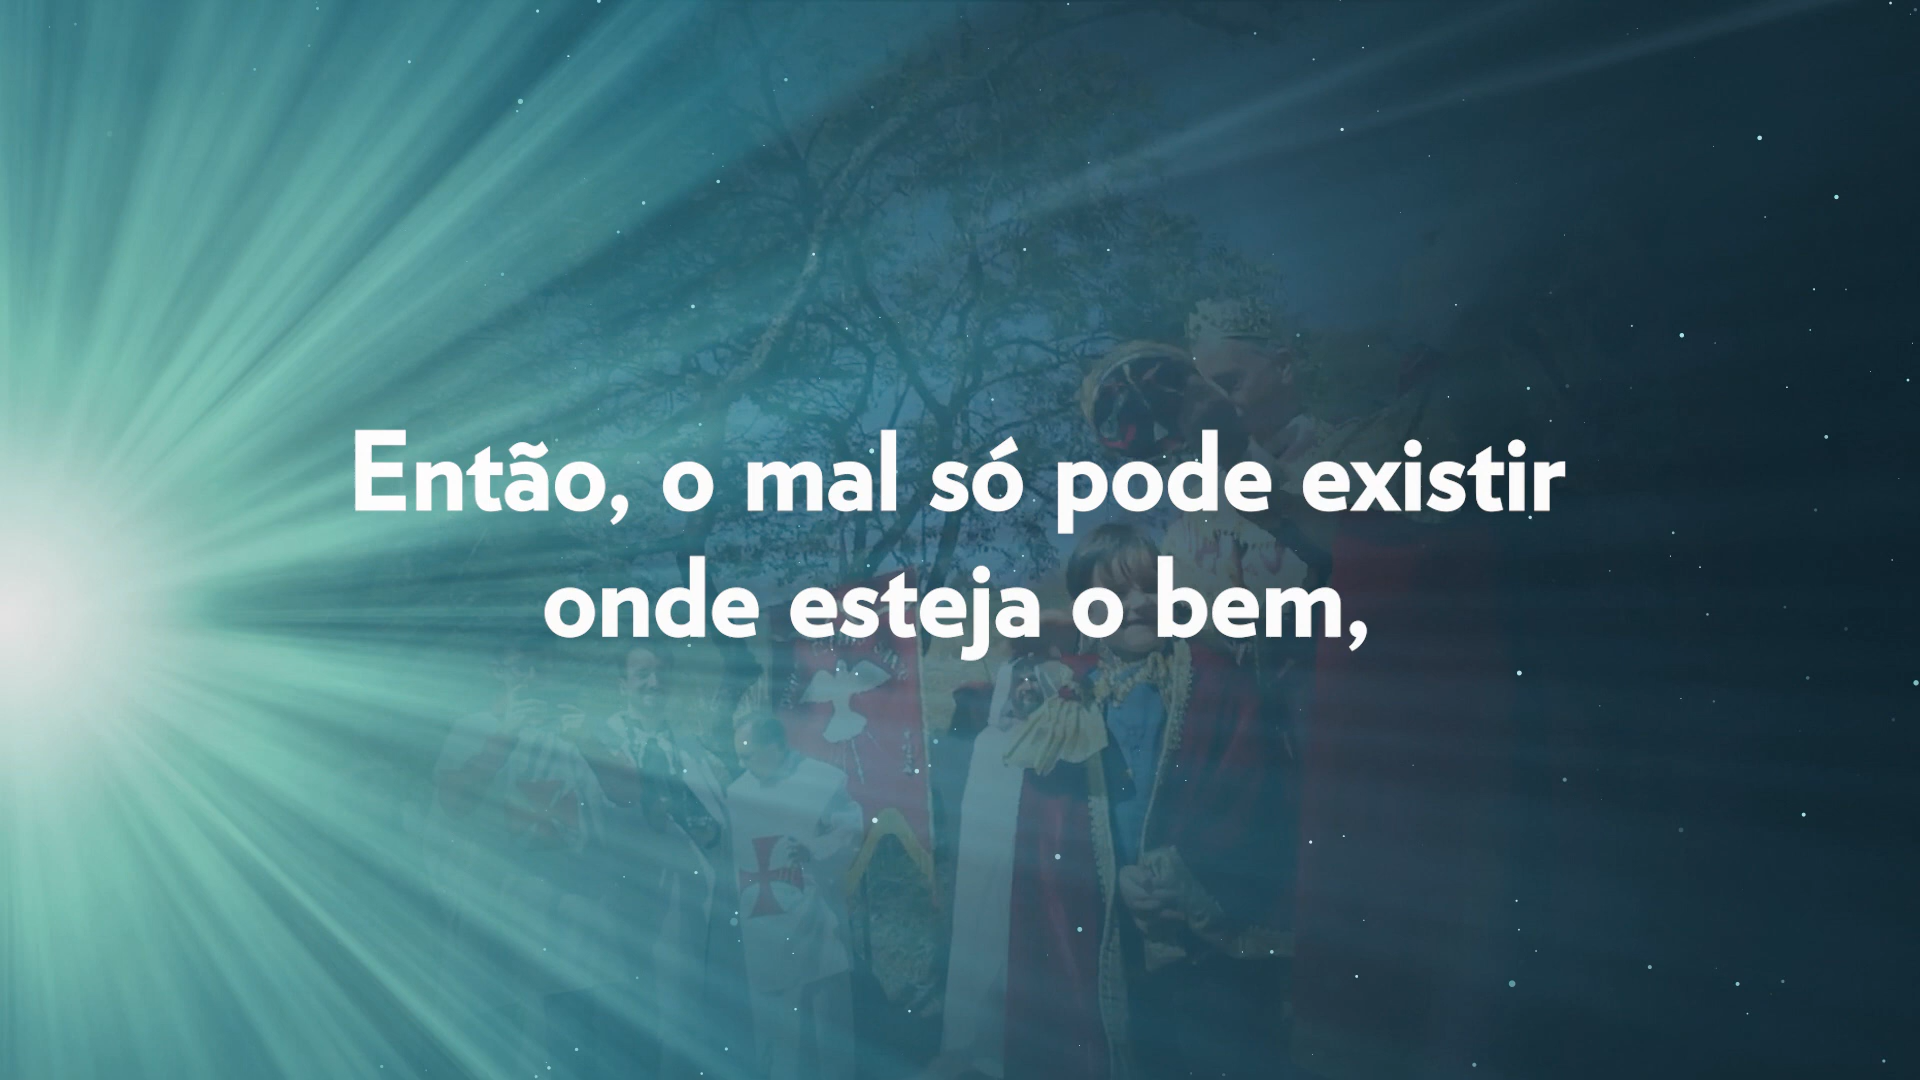 Então, o mal só pode existir
onde esteja o bem,